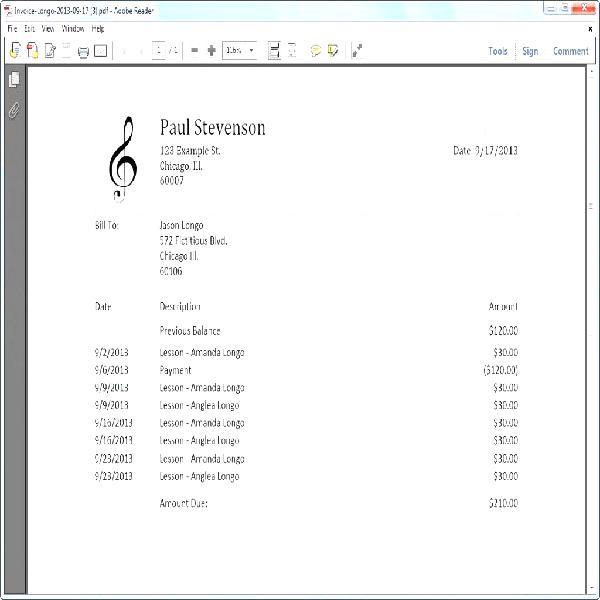 Invoice-Longo-2013-09-17 (3).pdf - Adobe Reader
File Edit View Window Help
1 / 1 116% Tools Sign Comment
Paul Stevenson
123 Example St. Date 9/17/2013
Chicago, Ill.
60007
Bill To: Jason Longo
572 Fictitious Blvd.
Chicago Ill.
60106
Date Description Amount
Previous Balance $120.00
9/2/2013 Lesson - Amanda Longo $30.00
9/6/2013 Payment ($120.00)
9/9/2013 Lesson - Amanda Longo $30.00
9/9/2013 Lesson - Anglea Longo $30.00
9/16/2013 Lesson - Amanda Longo $30.00
9/16/2013 Lesson - Anglea Longo $30.00
9/23/2013 Lesson - Amanda Longo $30.00
9/23/2013 Lesson - Anglea Longo $30.00
Amount Due: $210.00